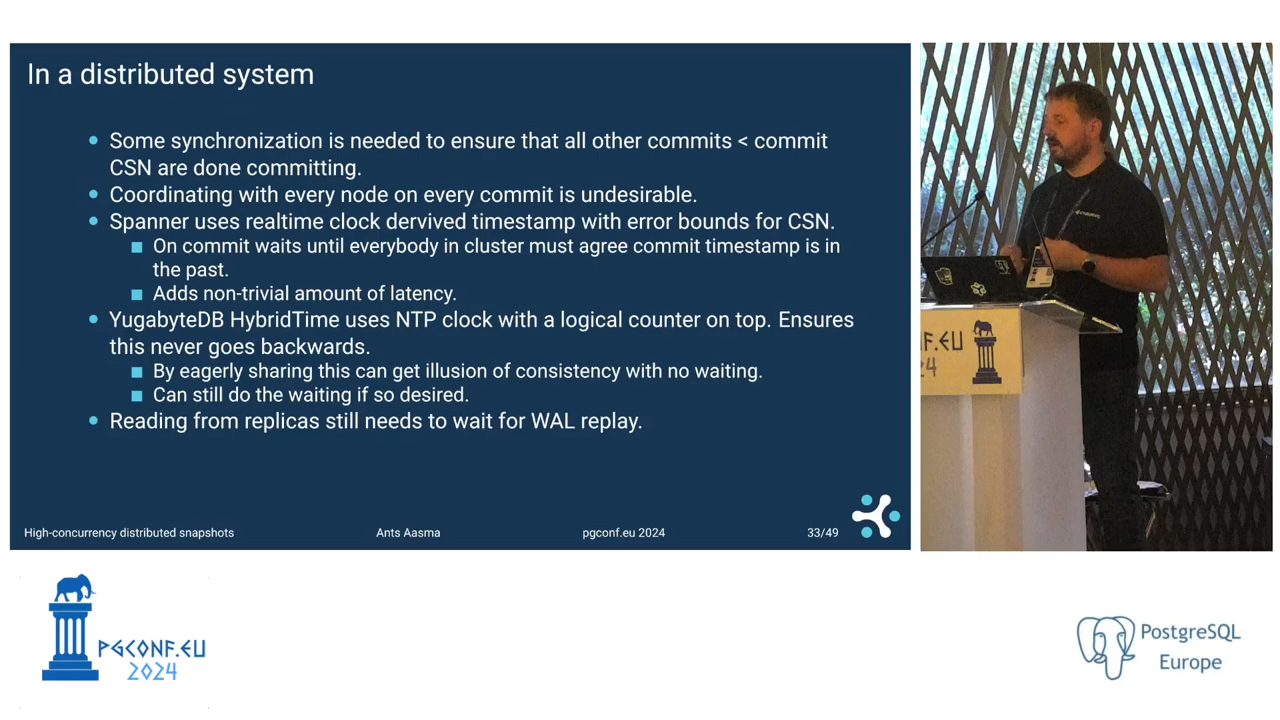 In a distributed system
Some synchronization is needed to ensure that all other commits < commit
CSN are done committing.
Coordinating with every node on every commit is undesirable.
Spanner uses realtime clock dervived timestamp with error bounds for CSN.
On commit waits until everybody in cluster must agree commit timestamp is in
the past.
Adds non-trivial amount of latency.
YugabyteDB HybridTime uses NTP clock with a logical counter on top. Ensures
this never goes backwards.
By eagerly sharing this can get illusion of consistency with no waiting.
Can still do the waiting if so desired.
Reading from replicas still needs to wait for WAL replay.
High-concurrency distributed snapshots
Ants Aasma
pgconf.eu 2024
33/49
NF.EU
24
PGCONF.EU
2024
PostgreSQL
Europe